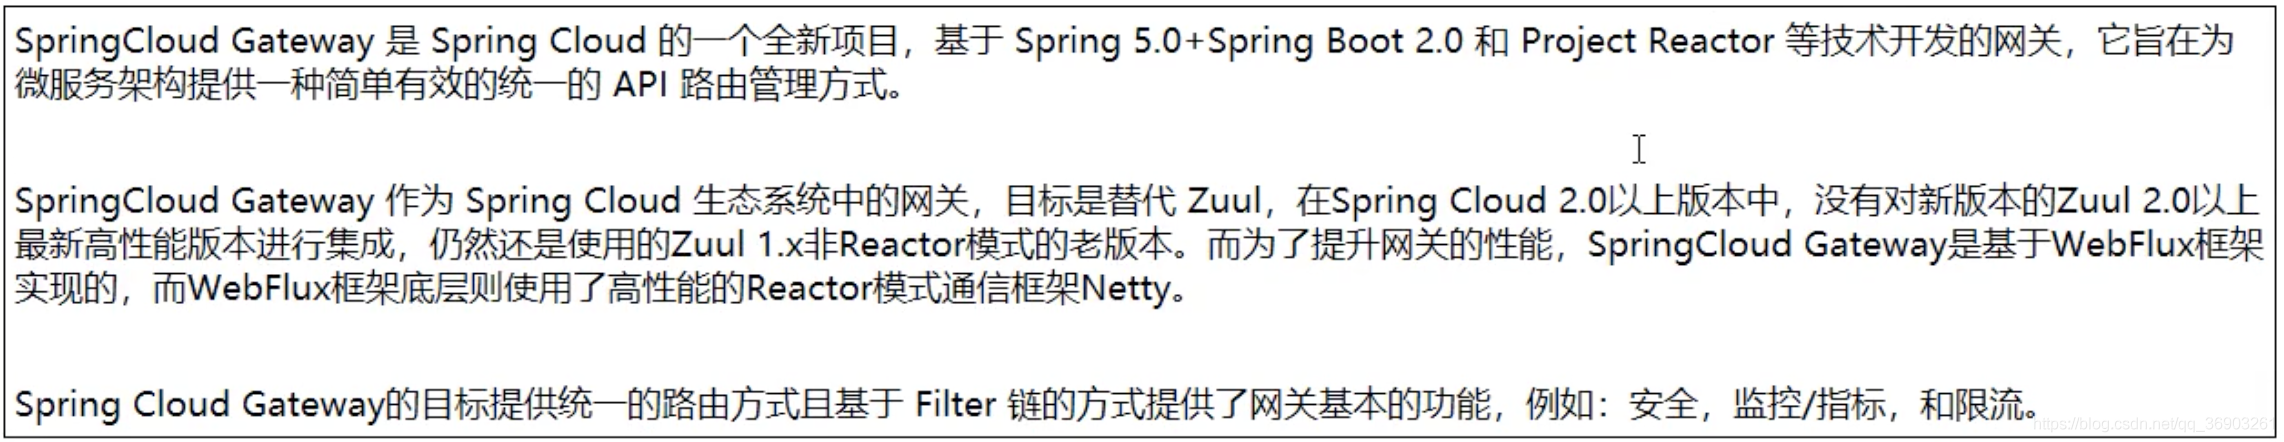 SpringCloud Gateway 是 Spring Cloud 的一个全新项目，基于 Spring 5.0+Spring Boot 2.0 和 Project Reactor 等技术开发的网关，它旨在为
微服务架构提供一种简单有效的统一的 API 路由管理方式。
SpringCloud Gateway 作为 Spring Cloud 生态系统中的网关，目标是替代 Zuul，在Spring Cloud 2.0以上版本中，没有对新版本的Zuul 2.0以上
最新高性能版本进行集成，仍然还是使用的Zuul 1.x非Reactor模式的老版本。而为了提升网关的性能，SpringCloud Gateway是基于WebFlux框架
实现的，而WebFlux框架底层则使用了高性能的Reactor模式通信框架Netty。
Spring Cloud Gateway的目标提供统一的路由方式且基于 Filter 链的方式提供了网关基本的功能，例如：安全，监控/指标，和限流。
https://blog.csdn.net/qq_36903261